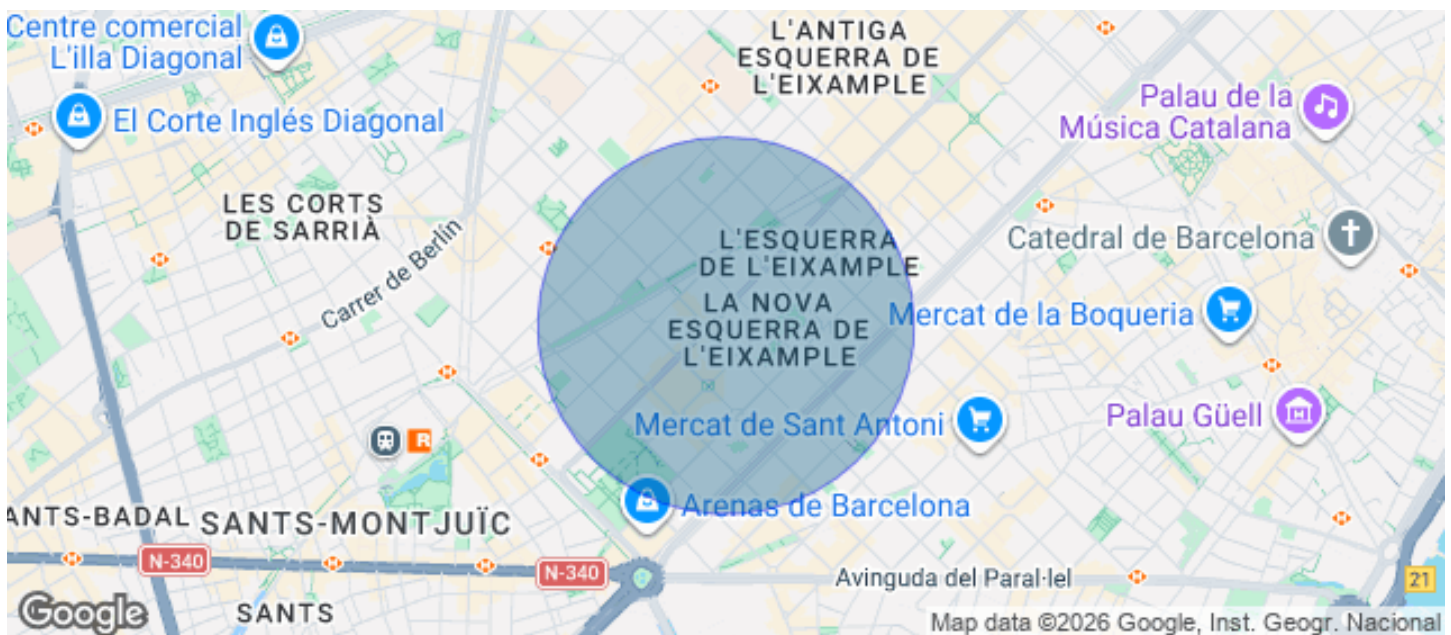 Centre comercial
L'illa Diagonal
L'ANTIGA
ESQUERRA DE
L'EIXAMPLE
El Corte Inglés Diagonal
Palau de la
Música Catalana
LES CORTS
DE SARRIÀ
Carrer de Berlín
L'ESQUERRA
DE L'EIXAMPLE
Catedral de Barcelona
LA NOVA
ESQUERRA DE
L'EIXAMPLE
Mercat de la Boqueria
Mercat de Sant Antoni
Palau Güell
R
Arenas de Barcelona
ANTS-BADAL
SANTS-MONTJUÏC
N-340
N-340
Avinguda del Paral·lel
21
SANTS
Google
Map data ©2026 Google, Inst. Geogr. Nacional